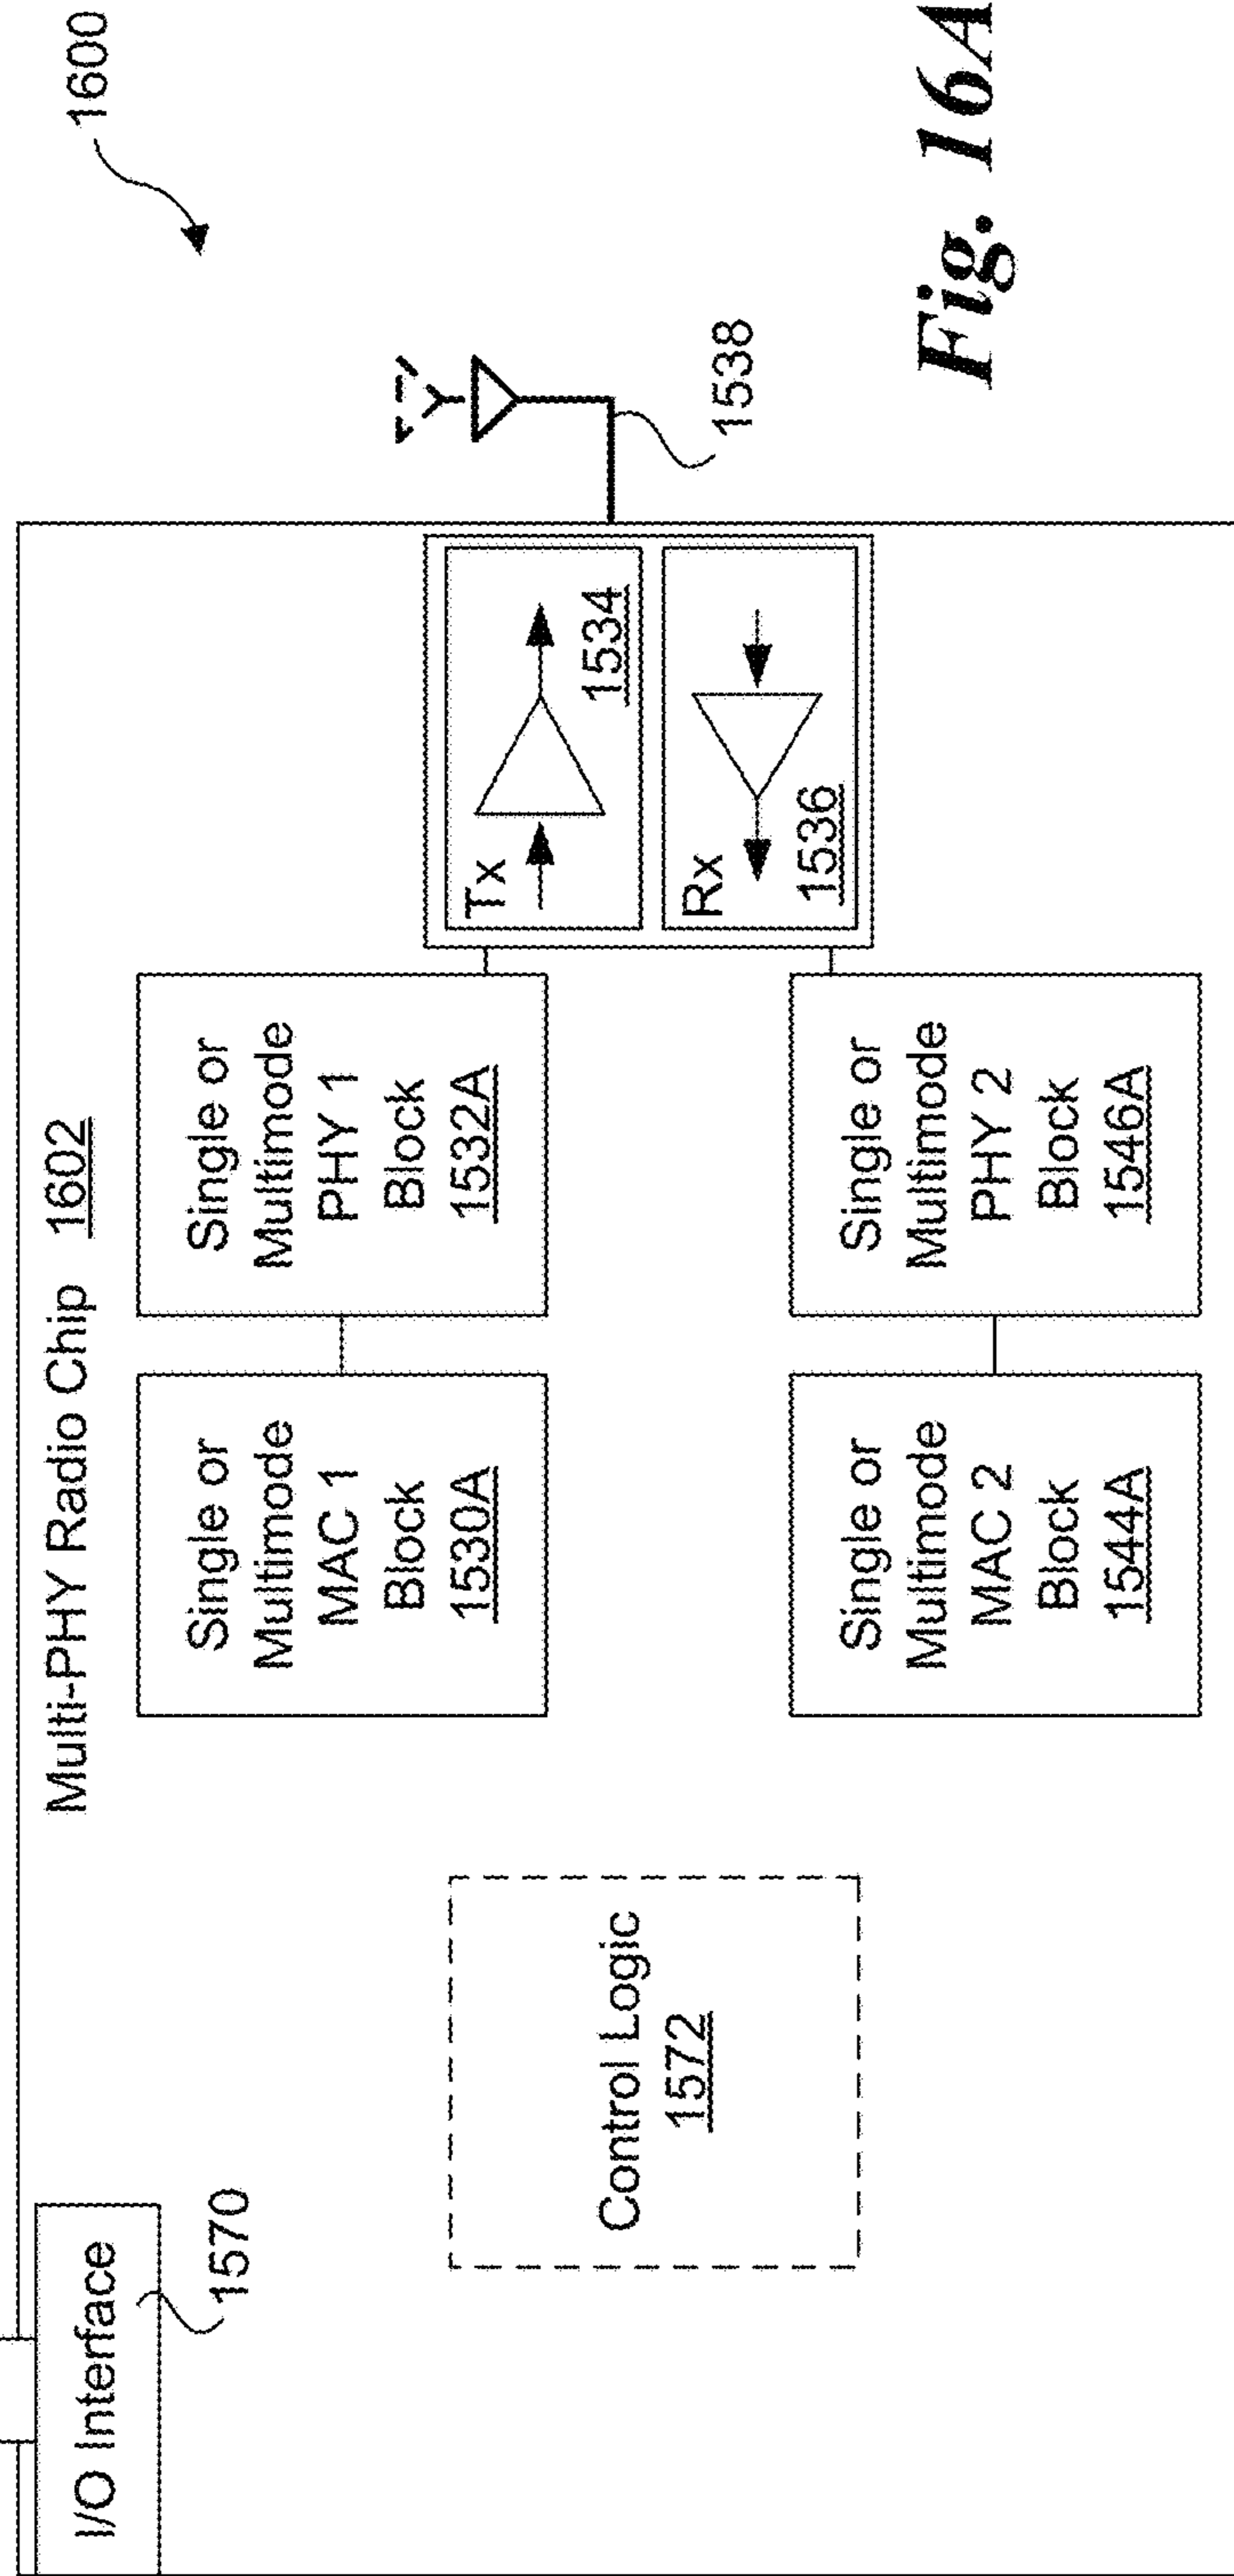 1600
Multi-PHY Radio Chip 1602
I/O Interface
1570
Control Logic
1572
Single or
Multimode
MAC 1
Block
1530A
Single or
Multimode
PHY 1
Block
1532A
Single or
Multimode
MAC 2
Block
1544A
Single or
Multimode
PHY 2
Block
1546A
Tx
1534
Rx
1536
1538
Fig. 16A